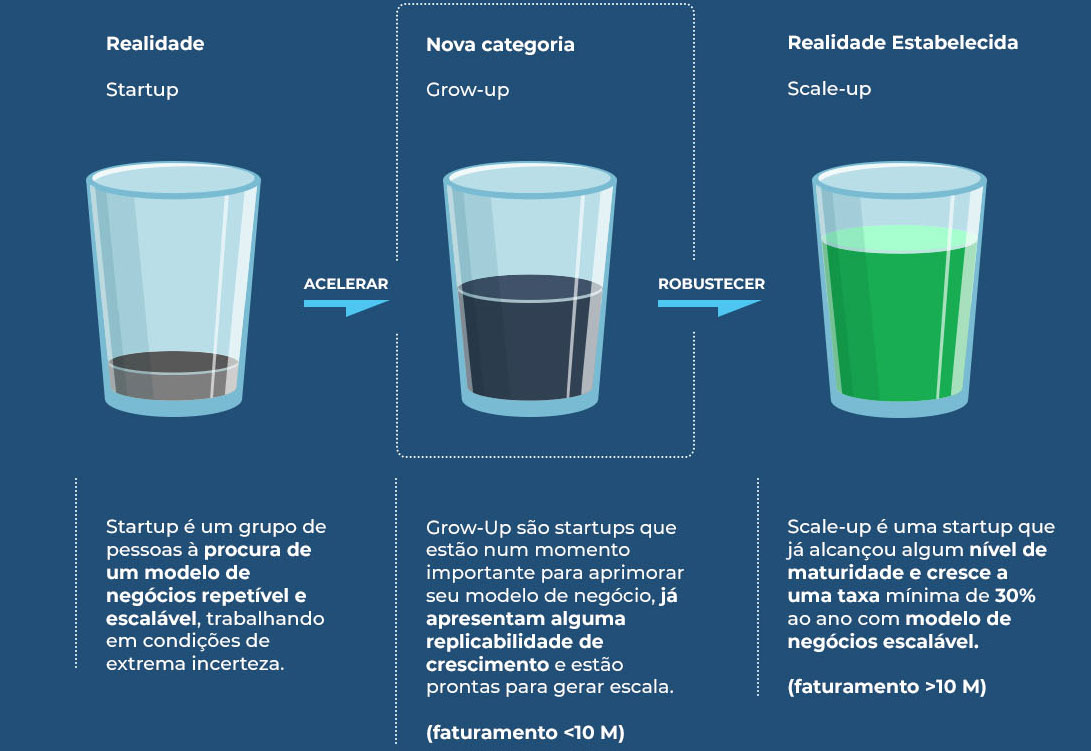 Realidade
Startup
Nova categoria
Grow-up
Realidade Estabelecida
Scale-up
ACELERAR
ROBUSTECER
Startup é um grupo de
pessoas à procura de
um modelo de
negócios repetível e
escalável, trabalhando
em condições de
extrema incerteza.
Grow-Up são startups que
estão num momento
importante para aprimorar
seu modelo de negócio, já
apresentam alguma
replicabilidade de
crescimento e estão
prontas para gerar escala.
(faturamento <10 M)
Scale-up é uma startup que
já alcançou algum nível de
maturidade e cresce a
uma taxa mínima de 30%
ao ano com modelo de
negócios escalável.
(faturamento >10 M)